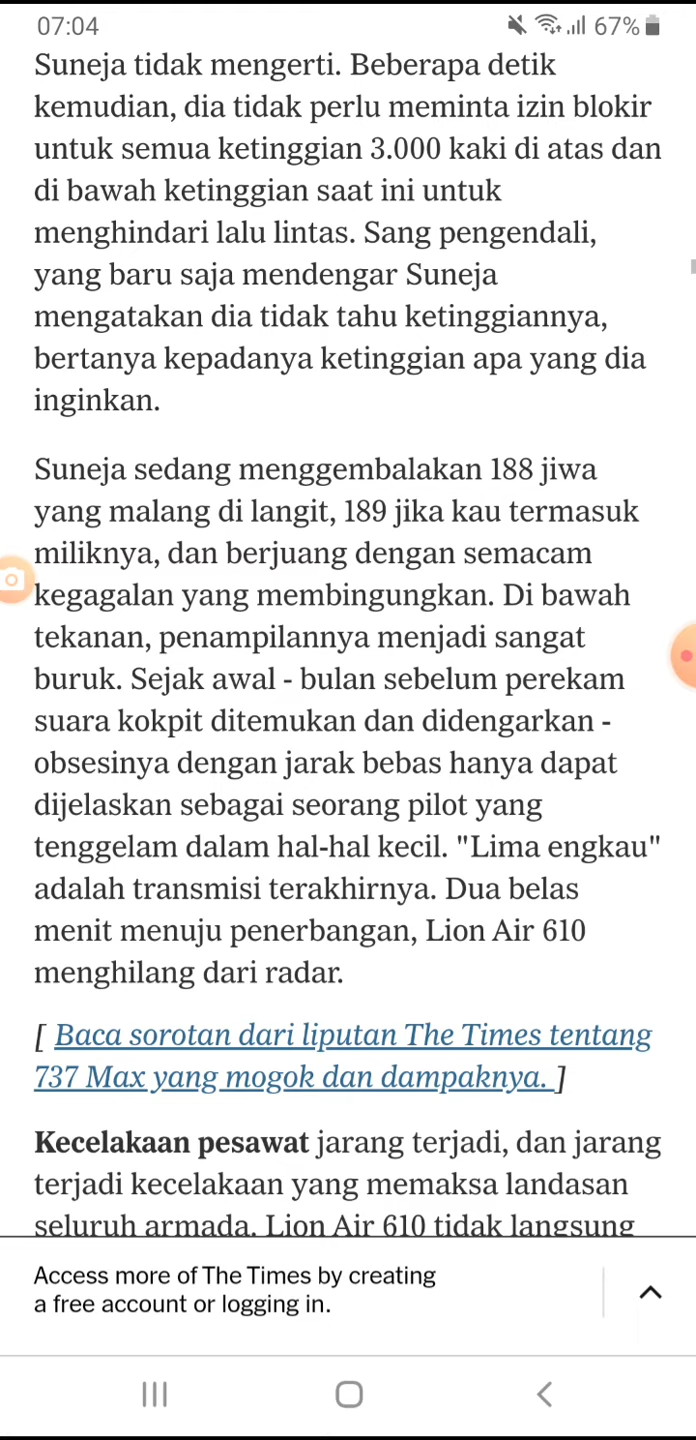 07:04
67%
Suneja tidak mengerti. Beberapa detik
kemudian, dia tidak perlu meminta izin blokir
untuk semua ketinggian 3.000 kaki di atas dan
di bawah ketinggian saat ini untuk
menghindari lalu lintas. Sang pengendali,
yang baru saja mendengar Suneja
mengatakan dia tidak tahu ketinggiannya,
bertanya kepadanya ketinggian apa yang dia
inginkan.
Suneja sedang menggembalakan 188 jiwa
yang malang di langit, 189 jika kau termasuk
miliknya, dan berjuang dengan semacam
kegagalan yang membingungkan. Di bawah
tekanan, penampilannya menjadi sangat
buruk. Sejak awal - bulan sebelum perekam
suara kokpit ditemukan dan didengarkan -
obsesinya dengan jarak bebas hanya dapat
dijelaskan sebagai seorang pilot yang
tenggelam dalam hal-hal kecil. "Lima engkau"
adalah transmisi terakhirnya. Dua belas
menit menuju penerbangan, Lion Air 610
menghilang dari radar.
[ Baca sorotan dari liputan The Times tentang
737 Max yang mogok dan dampaknya. ]
Kecelakaan pesawat jarang terjadi, dan jarang
terjadi kecelakaan yang memaksa landasan
seluruh armada. Lion Air 610 tidak langsung
Access more of The Times by creating
a free account or logging in.